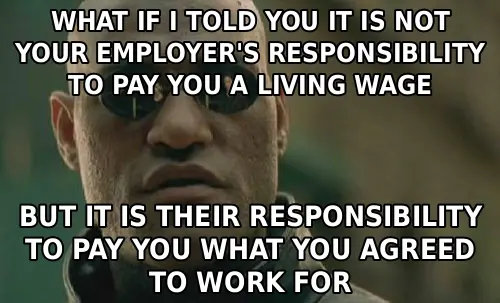 WHAT IF I TOLD YOU IT IS NOT
YOUR EMPLOYER'S RESPONSIBILITY
TO PAY YOU A LIVING WAGE
BUT IT IS THEIR RESPONSIBILITY
TO PAY YOU WHAT YOU AGREED
TO WORK FOR